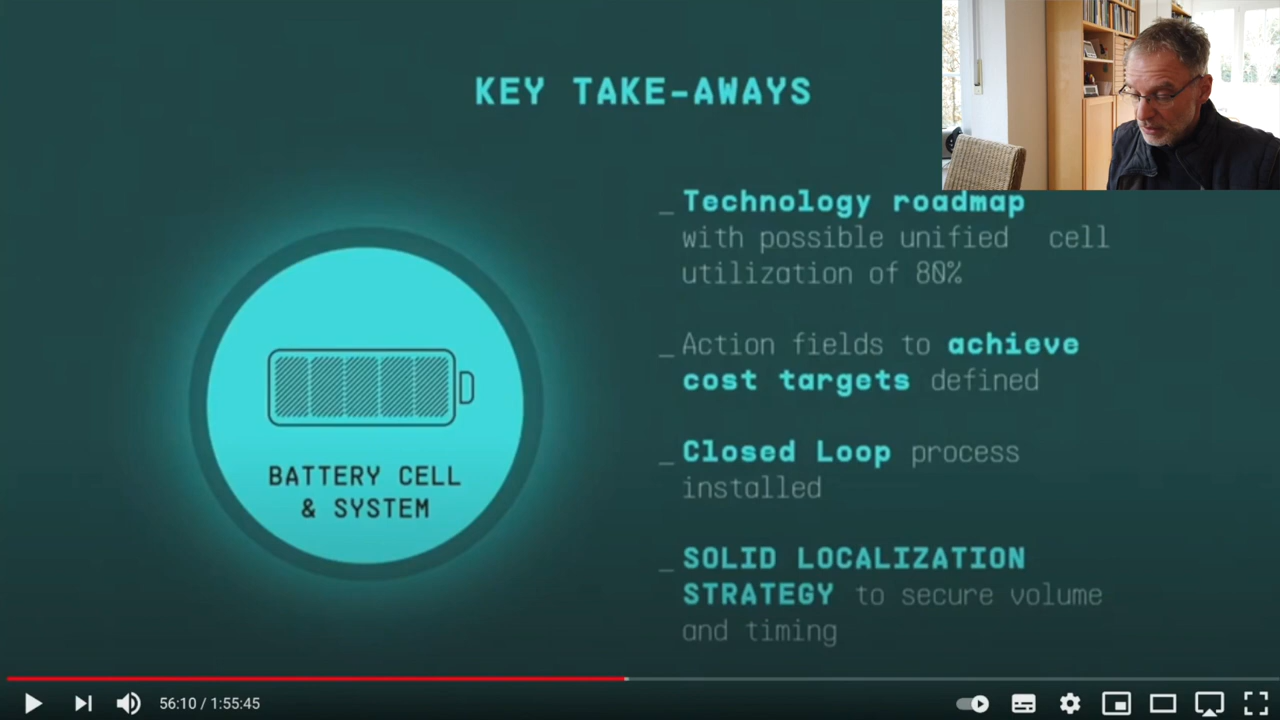 KEY TAKE-AWAYS
_ Technology roadmap
with possible unified cell
utilization of 80%
_ Action fields to achieve
cost targets defined
_ Closed Loop process
installed
_ SOLID LOCALIZATION
STRATEGY to secure volume
and timing
BATTERY CELL
& SYSTEM
56:10 / 1:55:45